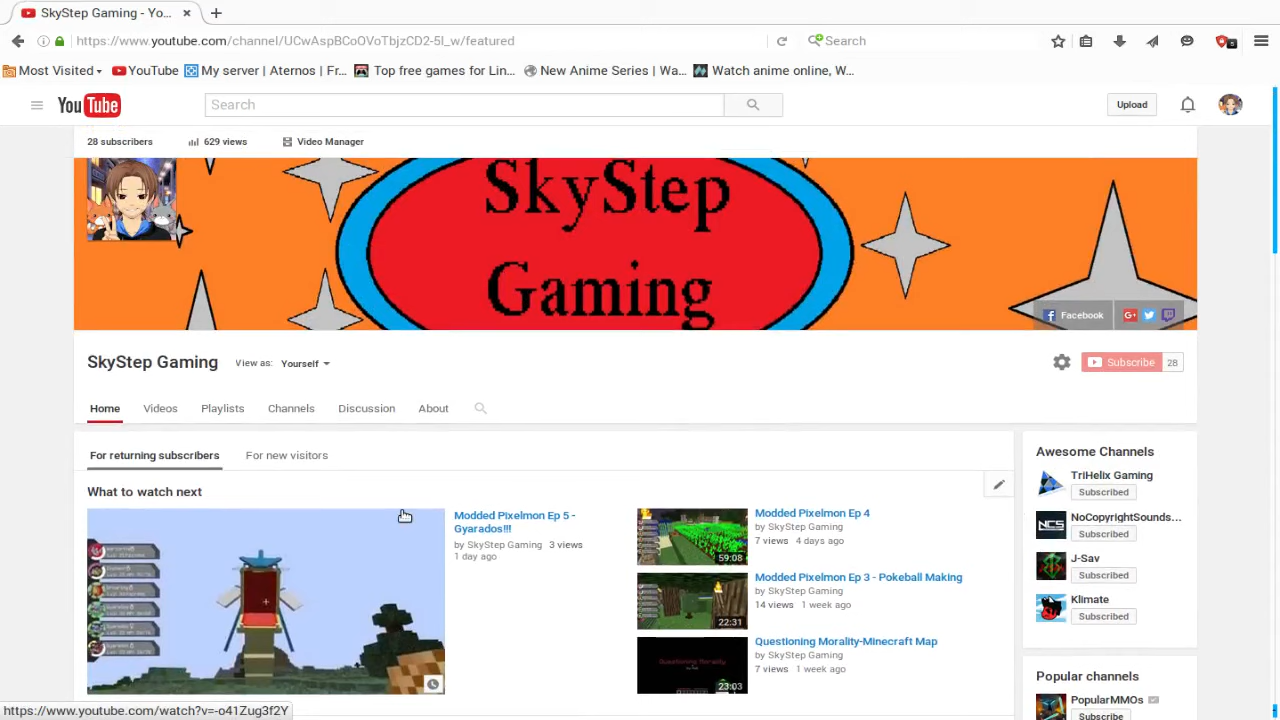 SkyStep Gaming - Yo...
https://www.youtube.com/channel/UCwAspBCoOVoTbjzCD2-5l_w/featured
Search
Most Visited
YouTube
My server | Aternos | Fr...
Top free games for Lin...
New Anime Series | Wa...
Watch anime online, W...
YouTube
Search
Upload
28 subscribers
629 views
Video Manager
SkyStep
Gaming
Facebook
SkyStep Gaming
View as: Yourself
Subscribe 28
Home
Videos
Playlists
Channels
Discussion
About
For returning subscribers
For new visitors
What to watch next
Modded Pixelmon Ep 5 -
Gyarados!!!
by SkyStep Gaming 3 views
1 day ago
Modded Pixelmon Ep 4
by SkyStep Gaming
7 views 4 days ago
59:08
Modded Pixelmon Ep 3 - Pokeball Making
by SkyStep Gaming
14 views 1 week ago
22:31
Questioning Morality-Minecraft Map
by SkyStep Gaming
7 views 1 week ago
Questioning Morality
23:03
Awesome Channels
TriHelix Gaming
Subscribed
NCS
NoCopyrightSounds...
Subscribed
J-Sav
Subscribed
Klimate
Subscribed
Popular channels
PopularMMOs
Subscribe
https://www.youtube.com/watch?v=-o41Zug3f2Y